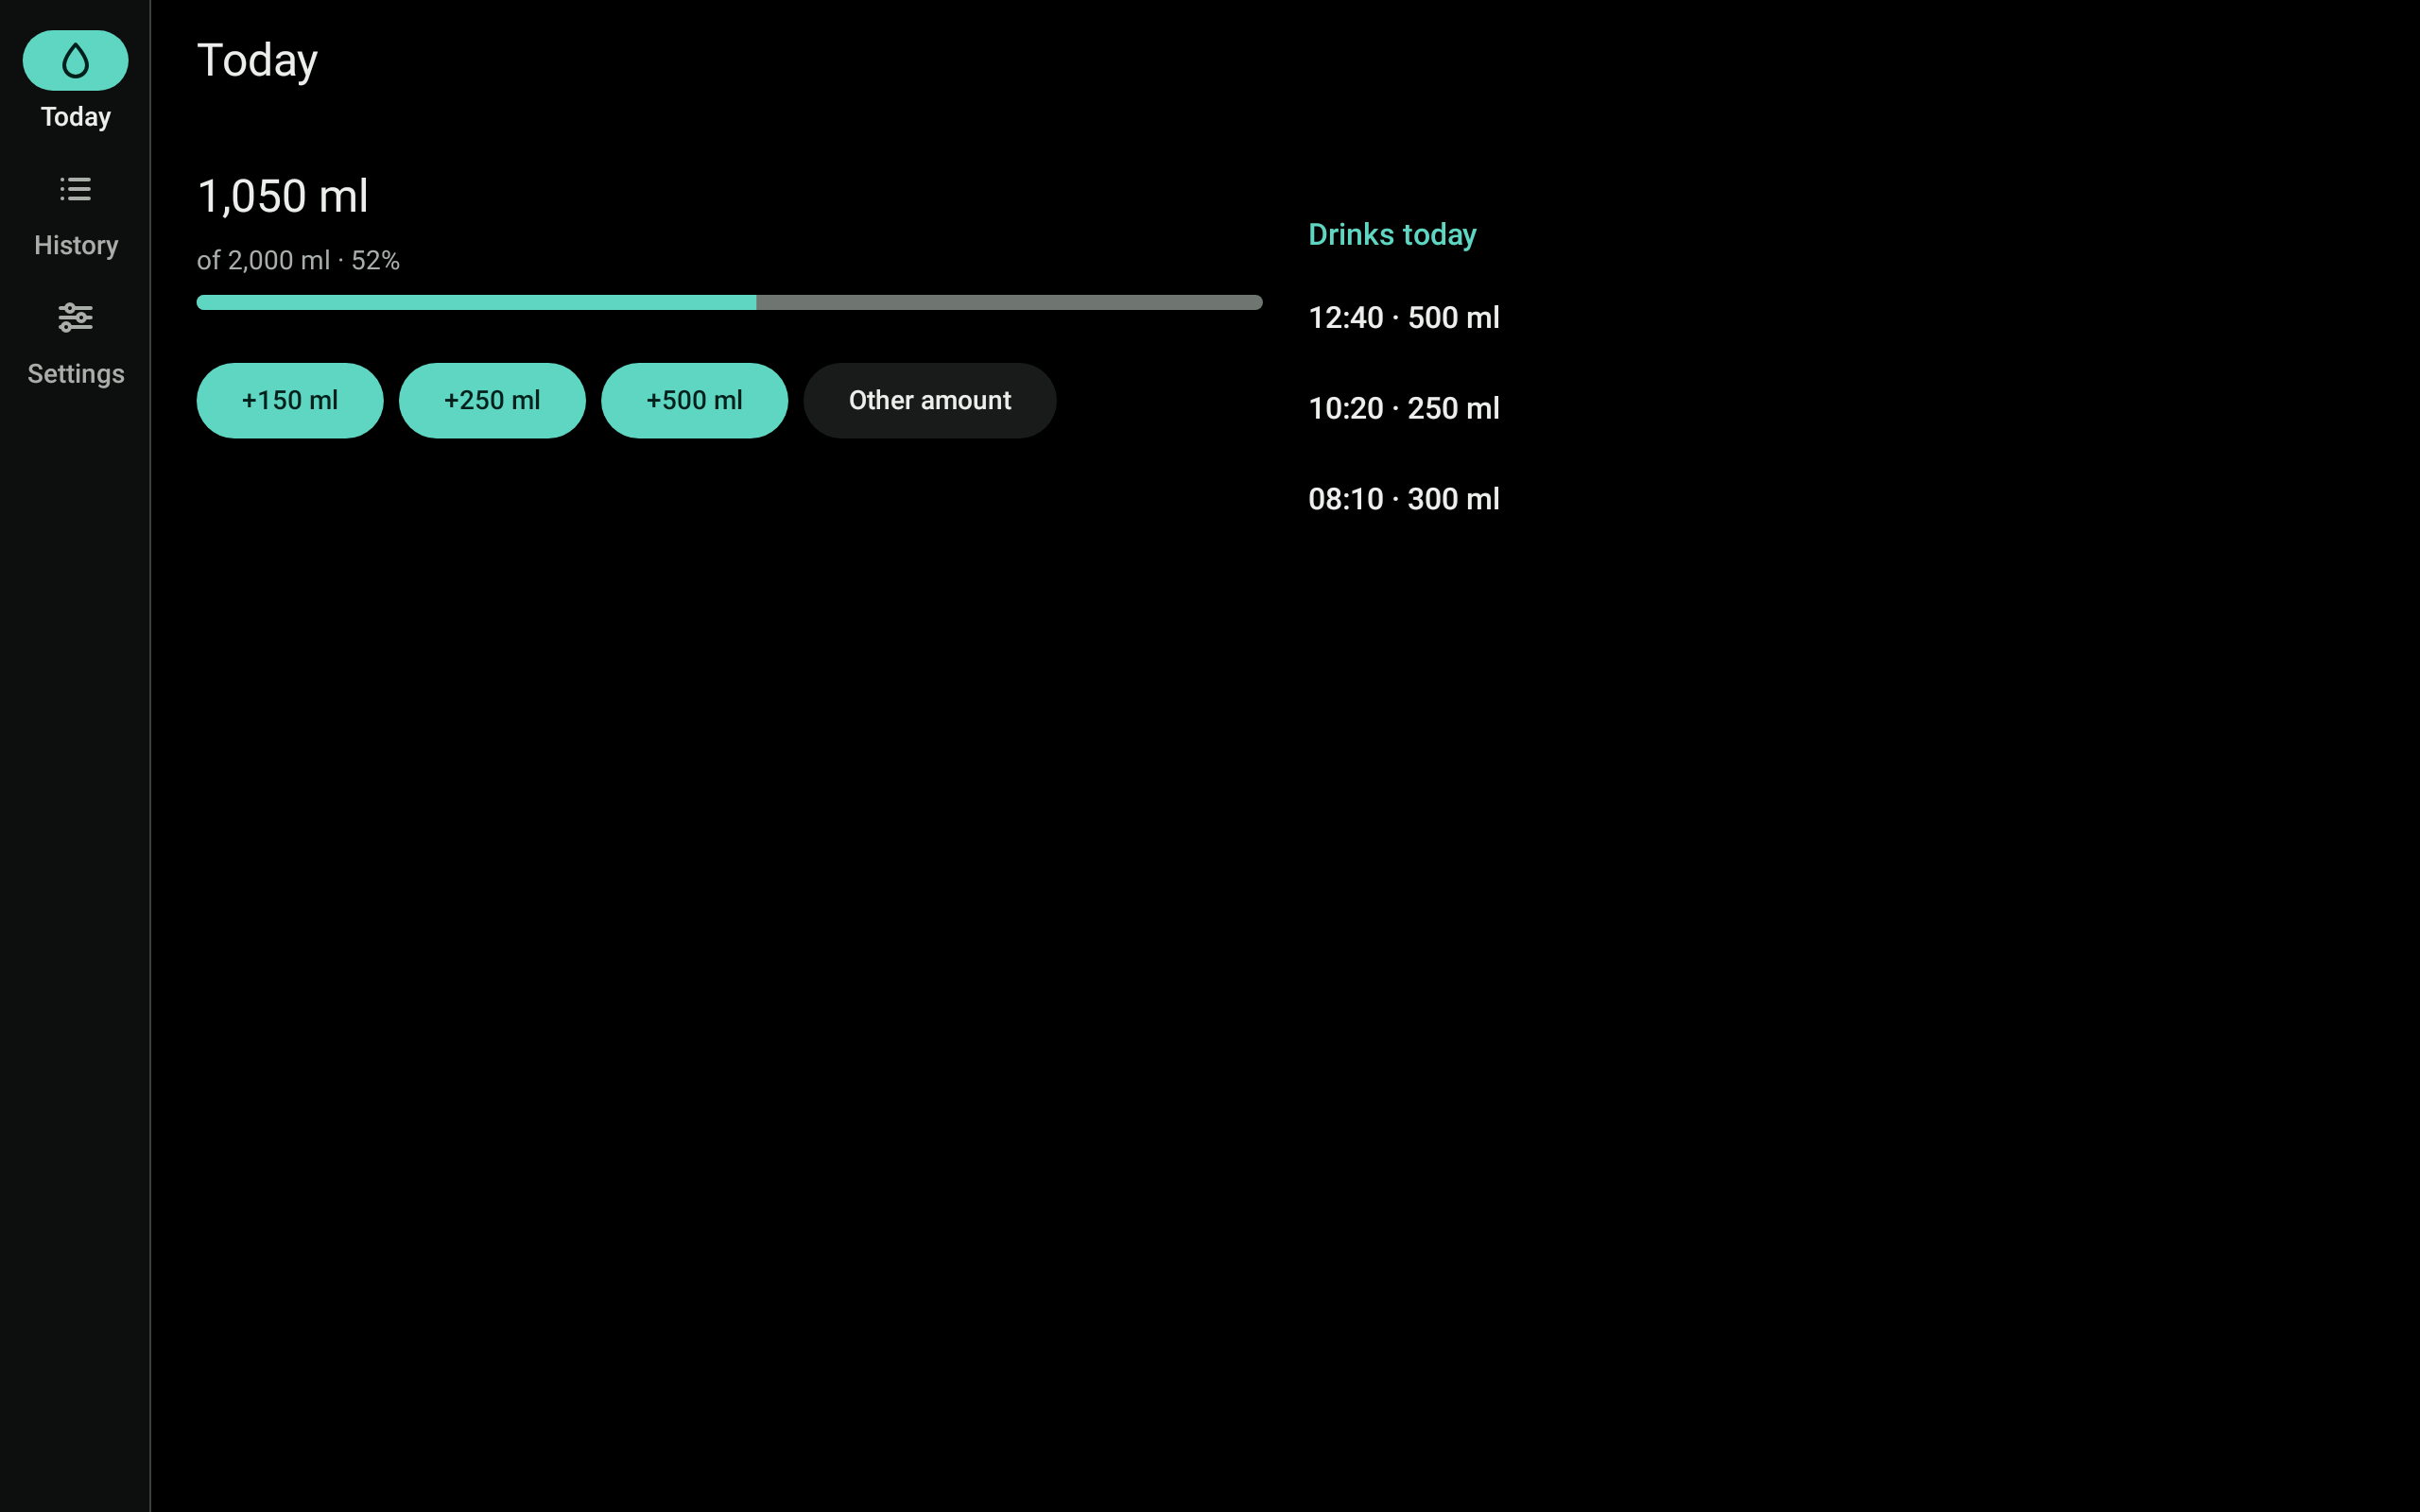 Today
History
Settings
Today
1,050 ml
of 2,000 ml · 52%
+150 ml
+250 ml
+500 ml
Other amount
Drinks today
12:40 · 500 ml
10:20 · 250 ml
08:10 · 300 ml